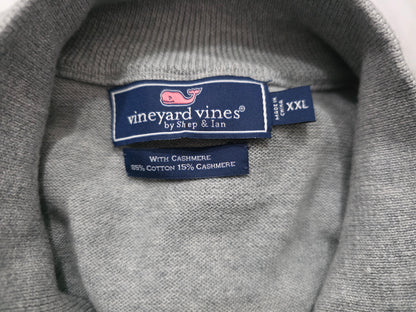 vineyard vines®
by Shep & Ian
MADE IN
CHINA
XXL
WITH CASHMERE
85% COTTON 15% CASHMERE